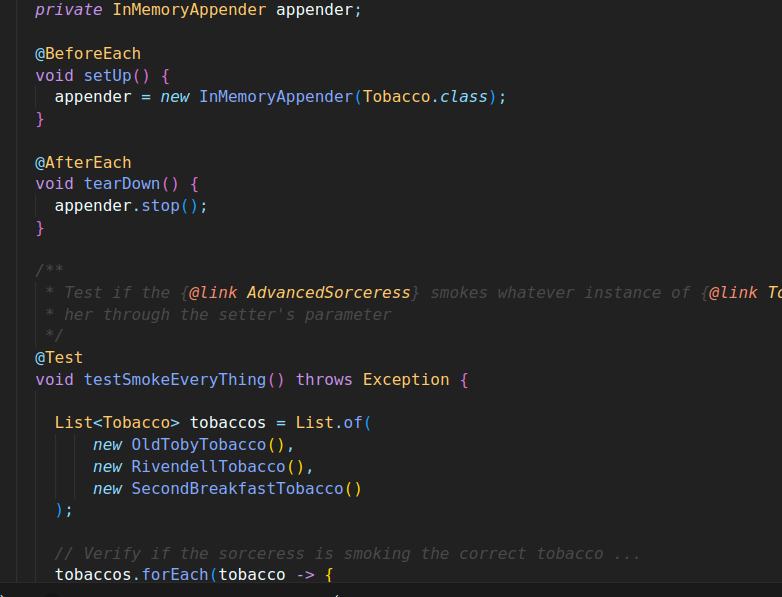 private InMemoryAppender appender;
@BeforeEach
void setUp() {
appender = new InMemoryAppender(Tobacco.class);
}
@AfterEach
void tearDown() {
appender.stop();
}
/**
* Test if the {@link AdvancedSorceress} smokes whatever instance of {@link To
* her through the setter's parameter
*/
@Test
void testSmokeEveryThing() throws Exception {
List<Tobacco> tobaccos = List.of(
new OldTobyTobacco(),
new RivendellTobacco(),
new SecondBreakfastTobacco()
);
// Verify if the sorceress is smoking the correct tobacco ...
tobaccos.forEach(tobacco -> {